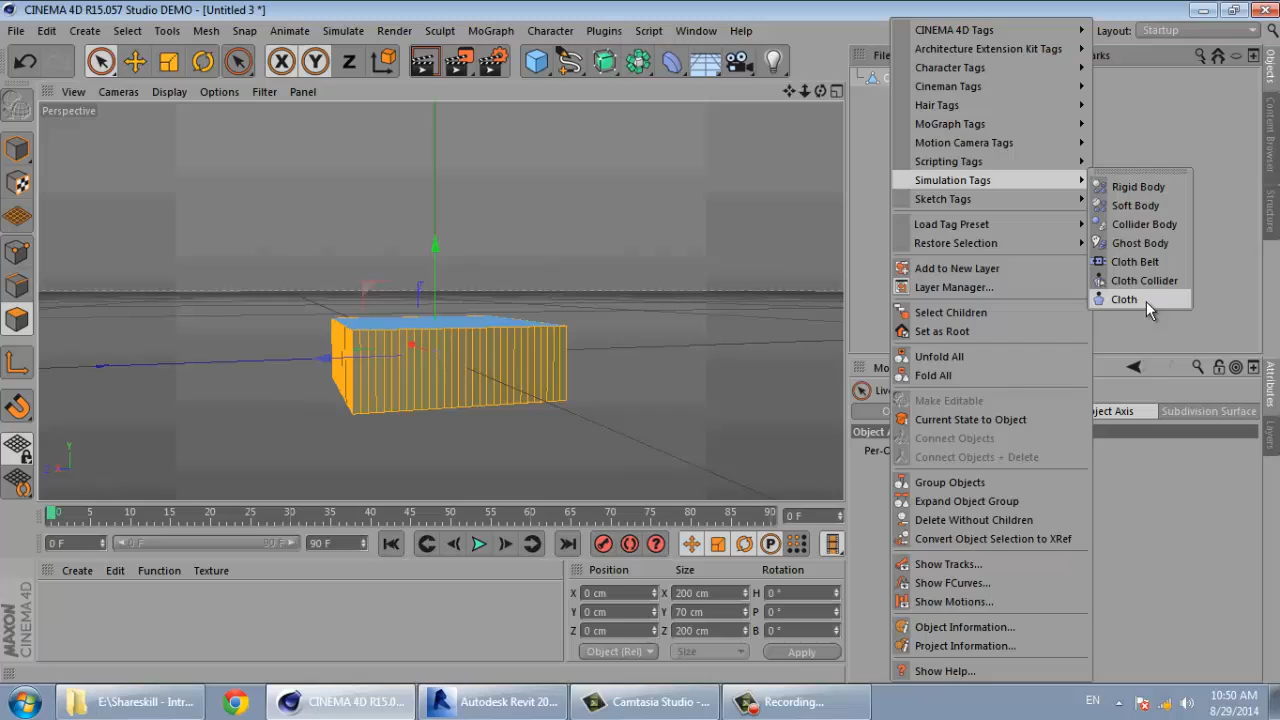 CINEMA 4D R15.057 Studio DEMO - [Untitled 3 *]
File Edit Create Select Tools Mesh Snap Animate Simulate Render Sculpt MoGraph Character Plugins Script Window Help
Layout: Startup
X Y Z
View Cameras Display Options Filter Panel
Perspective
Y
Z X
CINEMA 4D Tags
Architecture Extension Kit Tags
Character Tags
Cineman Tags
Hair Tags
MoGraph Tags
Motion Camera Tags
Scripting Tags
Simulation Tags
Sketch Tags
Load Tag Preset
Restore Selection
Add to New Layer
Layer Manager...
Select Children
Set as Root
Unfold All
Fold All
Make Editable
Current State to Object
Connect Objects
Connect Objects + Delete
Group Objects
Expand Object Group
Delete Without Children
Convert Object Selection to XRef
Show Tracks...
Show FCurves...
Show Motions...
Object Information...
Project Information...
Show Help...
Rigid Body
Soft Body
Collider Body
Ghost Body
Cloth Belt
Cloth Collider
Cloth
Objects
Content Browser
Structure
Attributes
Layers
Subdivision Surface
0 5 10 15 20 25 30 35 40 45 50 55 60 65 70 75 80 85 90 0 F
0 F 0 F 90 F 90 F
Create Edit Function Texture
Position Size Rotation
X 0 cm X 200 cm H 0 °
Y 0 cm Y 70 cm P 0 °
Z 0 cm Z 200 cm B 0 °
Object (Rel) Size Apply
MAXON CINEMA 4D
E:\Shareskill - Intr... CINEMA 4D R15.0... Autodesk Revit 20... Camtasia Studio -... Recording...
EN
10:50 AM
8/29/2014